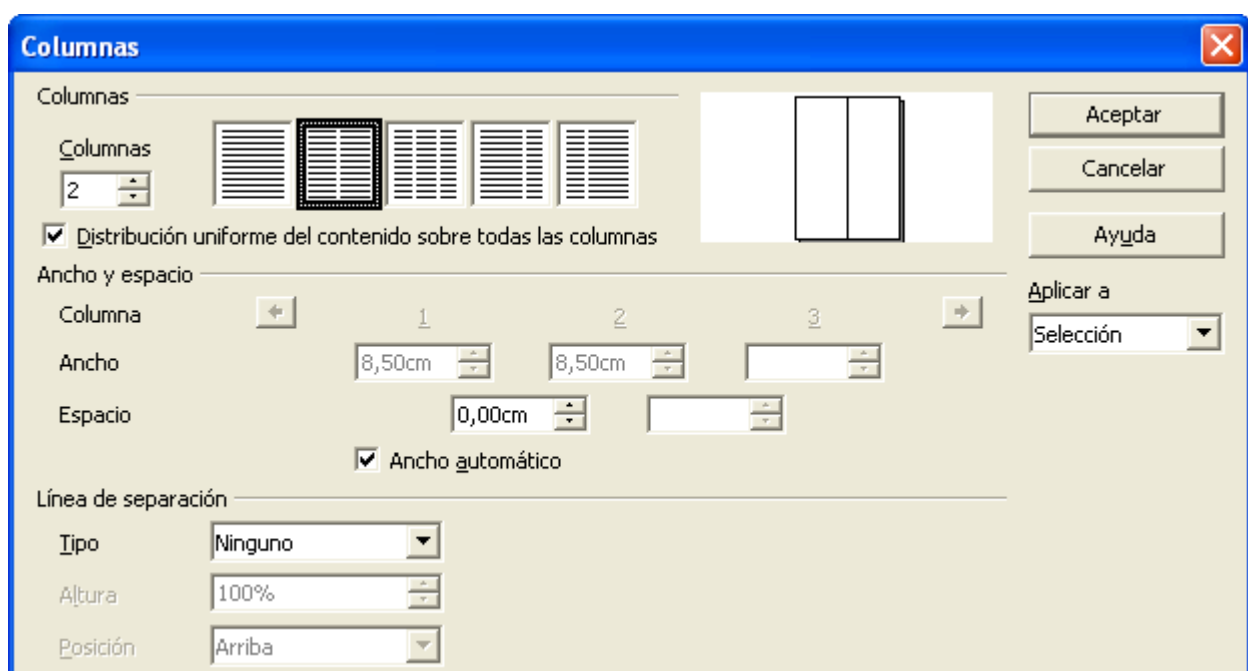 Columnas
Columnas
Columnas
2
Distribución uniforme del contenido sobre todas las columnas
Aceptar
Cancelar
Ayuda
Aplicar a
Selección
Ancho y espacio
Columna 1 2 3
Ancho 8,50cm 8,50cm
Espacio 0,00cm
Ancho automático
Línea de separación
Tipo Ninguno
Altura 100%
Posición Arriba